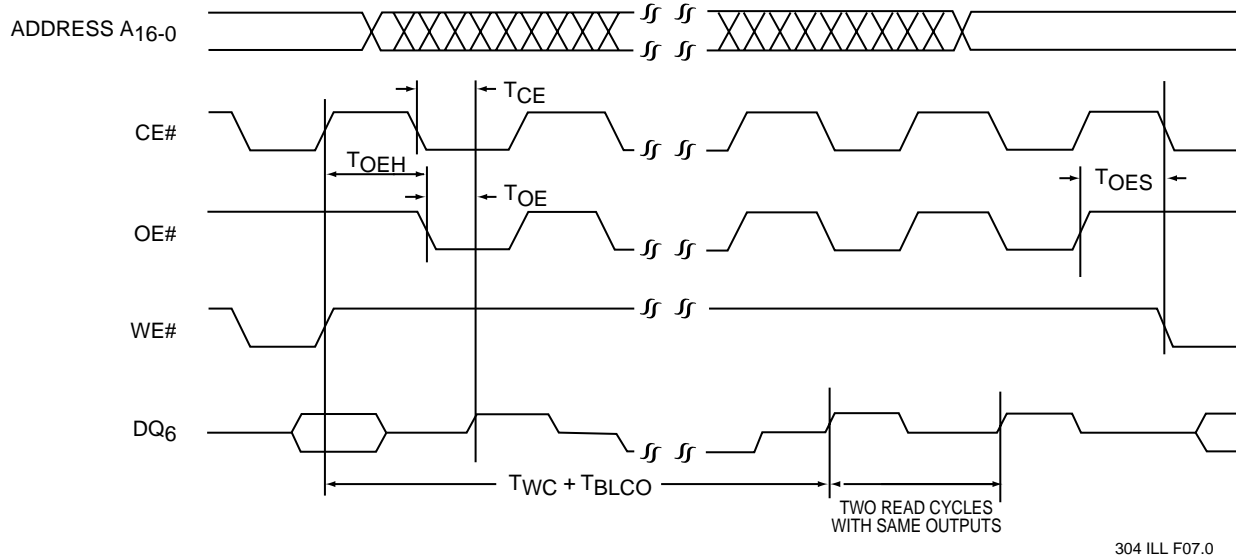 ADDRESS A16-0
TCE
CE#
TOEH
TOES
TOE
OE#
WE#
DQ6
TWC + TBLCO
TWO READ CYCLES
WITH SAME OUTPUTS
304 ILL F07.0